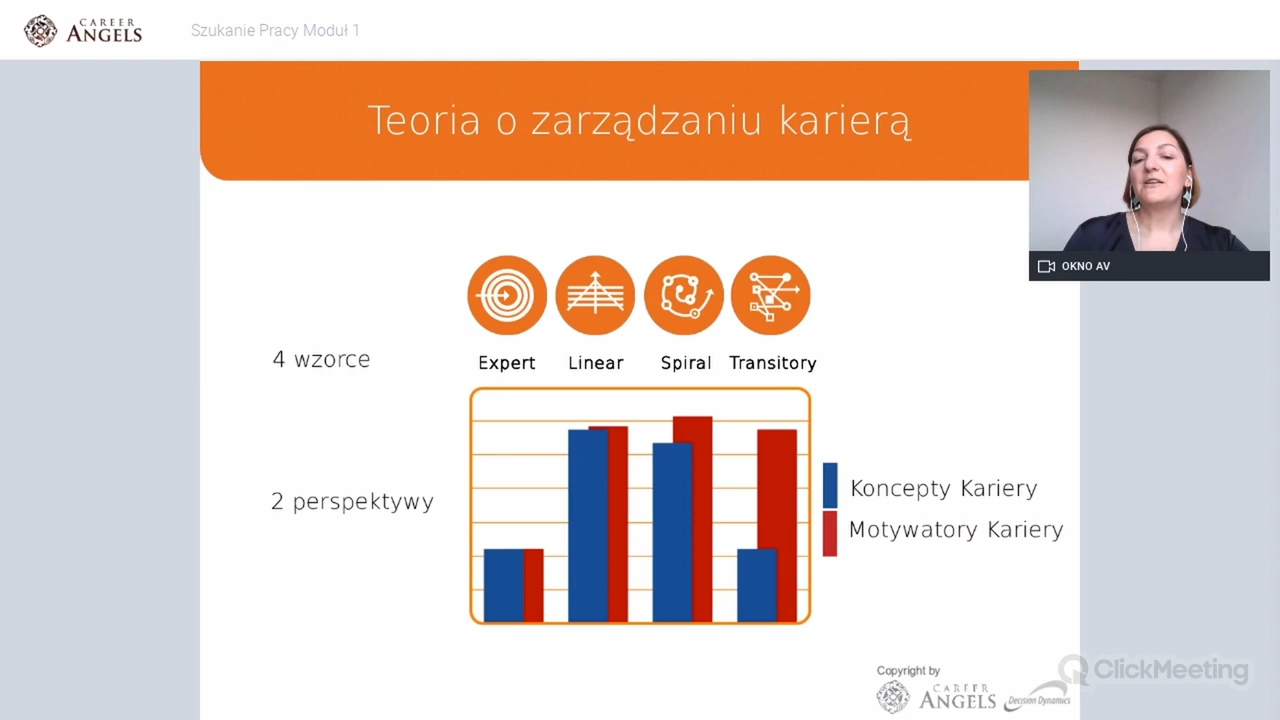 CAREER
ANGELS
Szukanie Pracy Moduł 1
Teoria o zarządzaniu karierą
OKNO AV
4 wzorce
Expert Linear Spiral Transitory
2 perspektywy
Koncepty Kariery
Motywatory Kariery
Copyright by
CAREER
ANGELS
Decision Dynamics
ClickMeeting